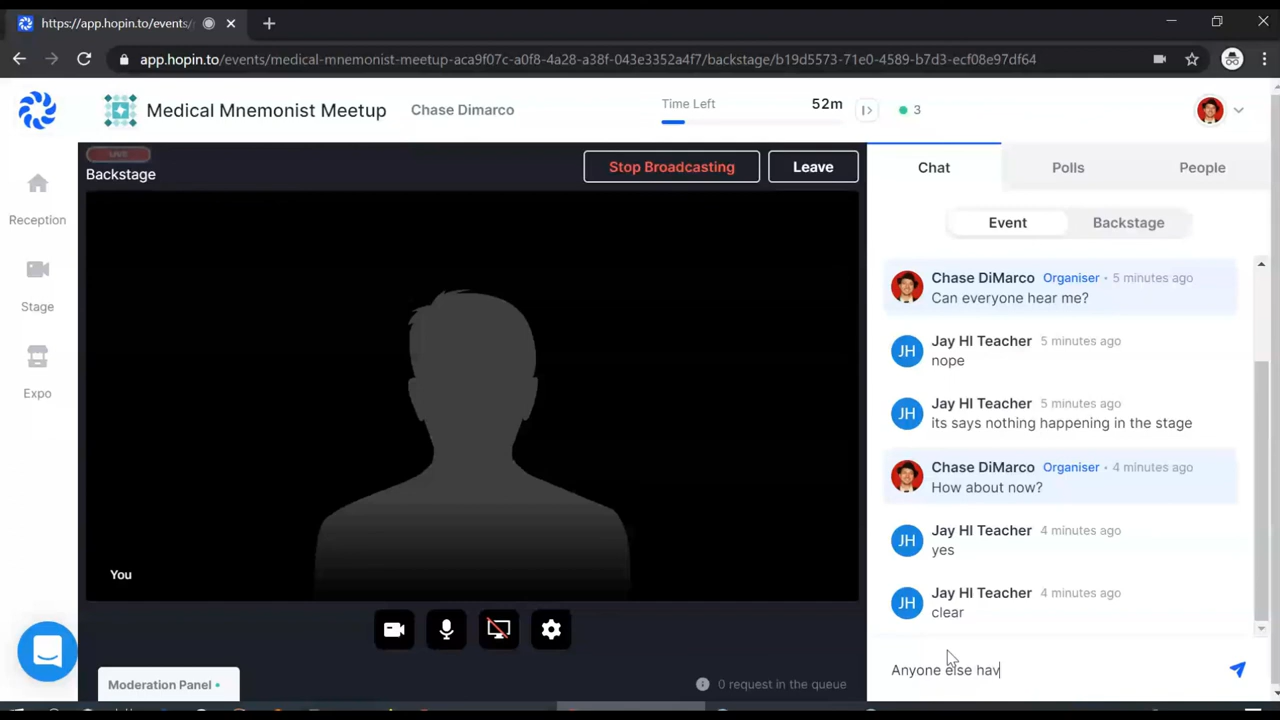 https://app.hopin.to/events/
app.hopin.to/events/medical-mnemonist-meetup-aca9f07c-a0f8-4a28-a38f-043e3352a4f7/backstage/b19d5573-71e0-4589-b7d3-ecf08e97df64
Medical Mnemonist Meetup
Chase Dimarco
Time Left
52m
3
LIVE
Backstage
Stop Broadcasting
Leave
Chat
Polls
People
Reception
Stage
Expo
Event
Backstage
Chase DiMarco Organiser • 5 minutes ago
Can everyone hear me?
Jay HI Teacher 5 minutes ago
JH
nope
Jay HI Teacher 5 minutes ago
JH
its says nothing happening in the stage
Chase DiMarco Organiser • 4 minutes ago
How about now?
Jay HI Teacher 4 minutes ago
JH
yes
Jay HI Teacher 4 minutes ago
JH
clear
You
Anyone else hav
Moderation Panel •
0 request in the queue